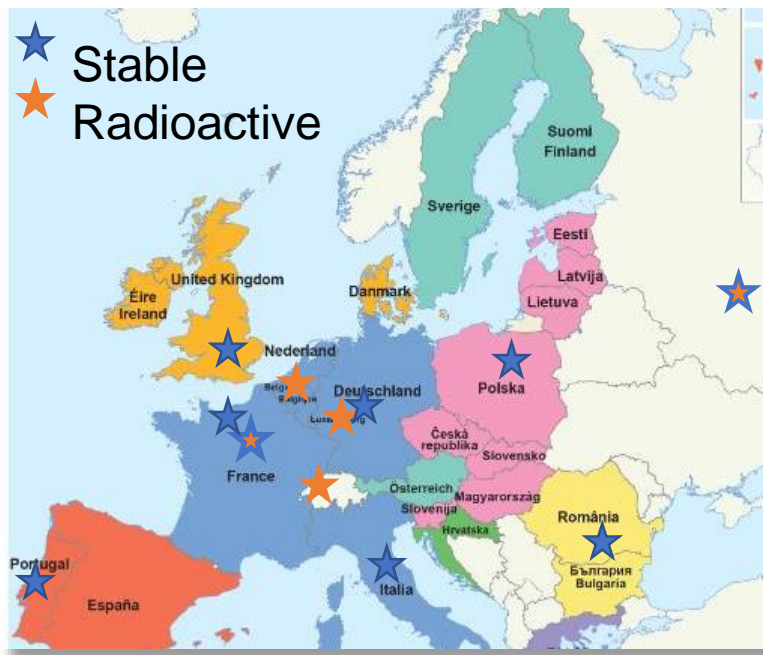 Stable
Radioactive
Suomi
Finland
Sverige
Eesti
Latvija
Lietuva
United Kingdom
Éire
Ireland
Danmark
Nederland
Deutschland
Polska
Česká
republika
Slovensko
France
Österreich
Magyarország
Slovenija
Hrvatska
România
България
Bulgaria
Portugal
España
Italia